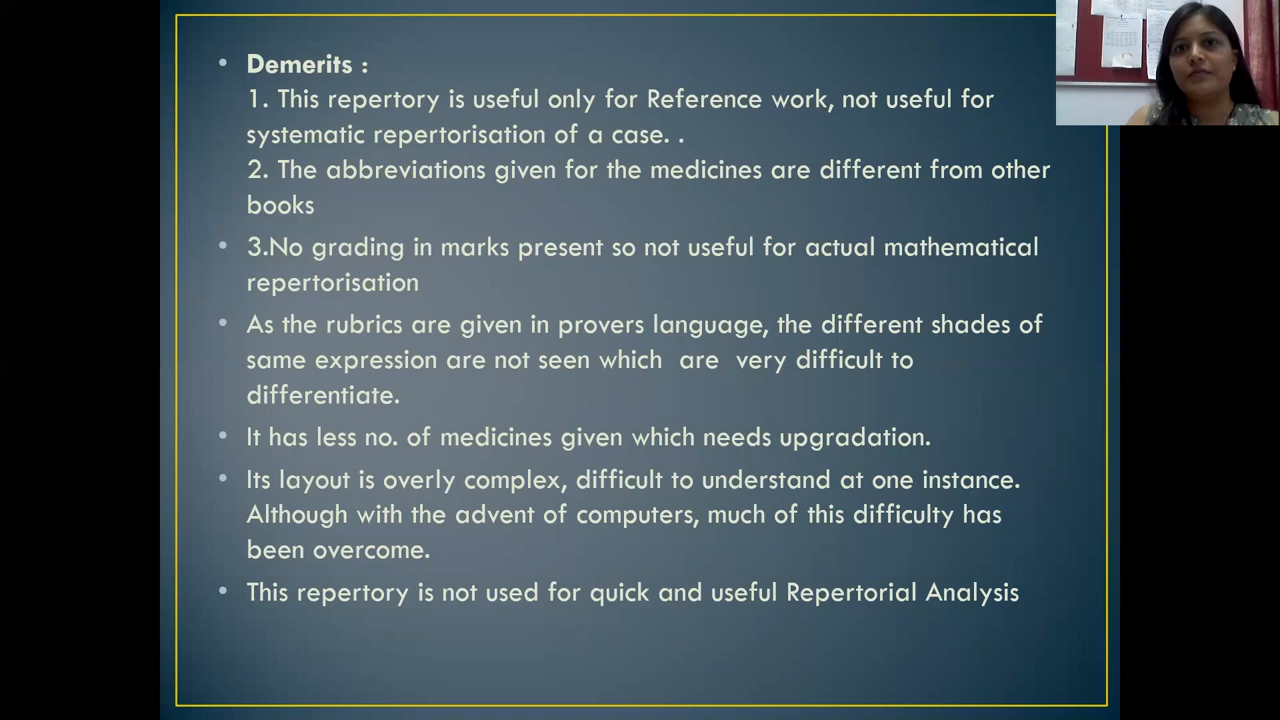 Demerits :
1. This repertory is useful only for Reference work, not useful for
systematic repertorisation of a case. .
2. The abbreviations given for the medicines are different from other
books
3.No grading in marks present so not useful for actual mathematical
repertorisation
As the rubrics are given in provers language, the different shades of
same expression are not seen which are very difficult to
differentiate.
It has less no. of medicines given which needs upgradation.
Its layout is overly complex, difficult to understand at one instance.
Although with the advent of computers, much of this difficulty has
been overcome.
This repertory is not used for quick and useful Repertorial Analysis